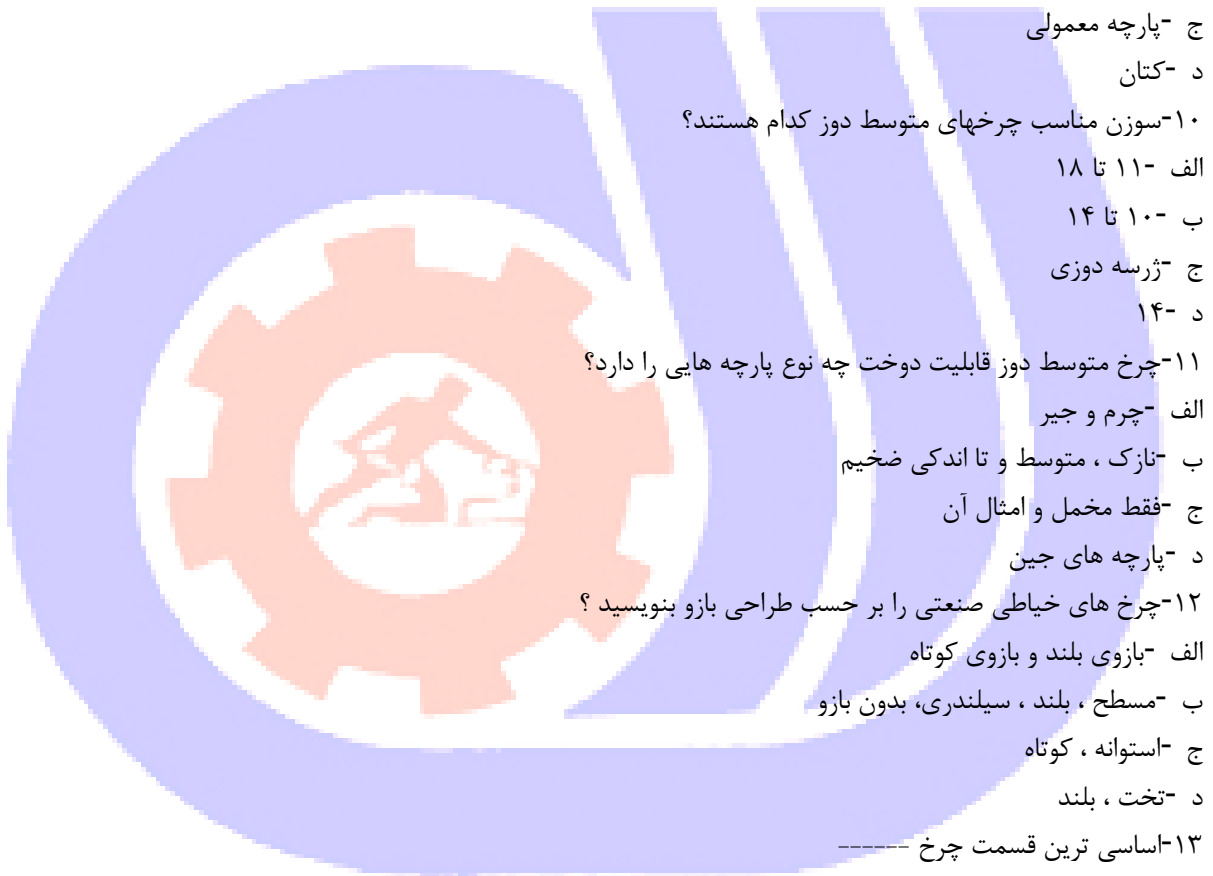 ج -پارچه معمولی
د -کتان
۱۰-سوزن مناسب چرخهای متوسط دوز کدام هستند؟
الف -۱۱ تا ۱۸
ب -۱۰ تا ۱۴
ج -ژرسه دوزی
د -۱۴
۱۱-چرخ متوسط دوز قابلیت دوخت چه نوع پارچه هایی را دارد؟
الف -چرم و جیر
ب -نازک ، متوسط و تا اندکی ضخیم
ج -فقط مخمل و امثال آن
د -پارچه های جین
۱۲-چرخ های خیاطی صنعتی را بر حسب طراحی بازو بنویسید ؟
الف -بازوی بلند و بازوی کوتاه
ب -مسطح ، بلند ، سیلندری، بدون بازو
ج -استوانه ، کوتاه
د -تخت ، بلند
۱۳-اساسی ترین قسمت چرخ ------